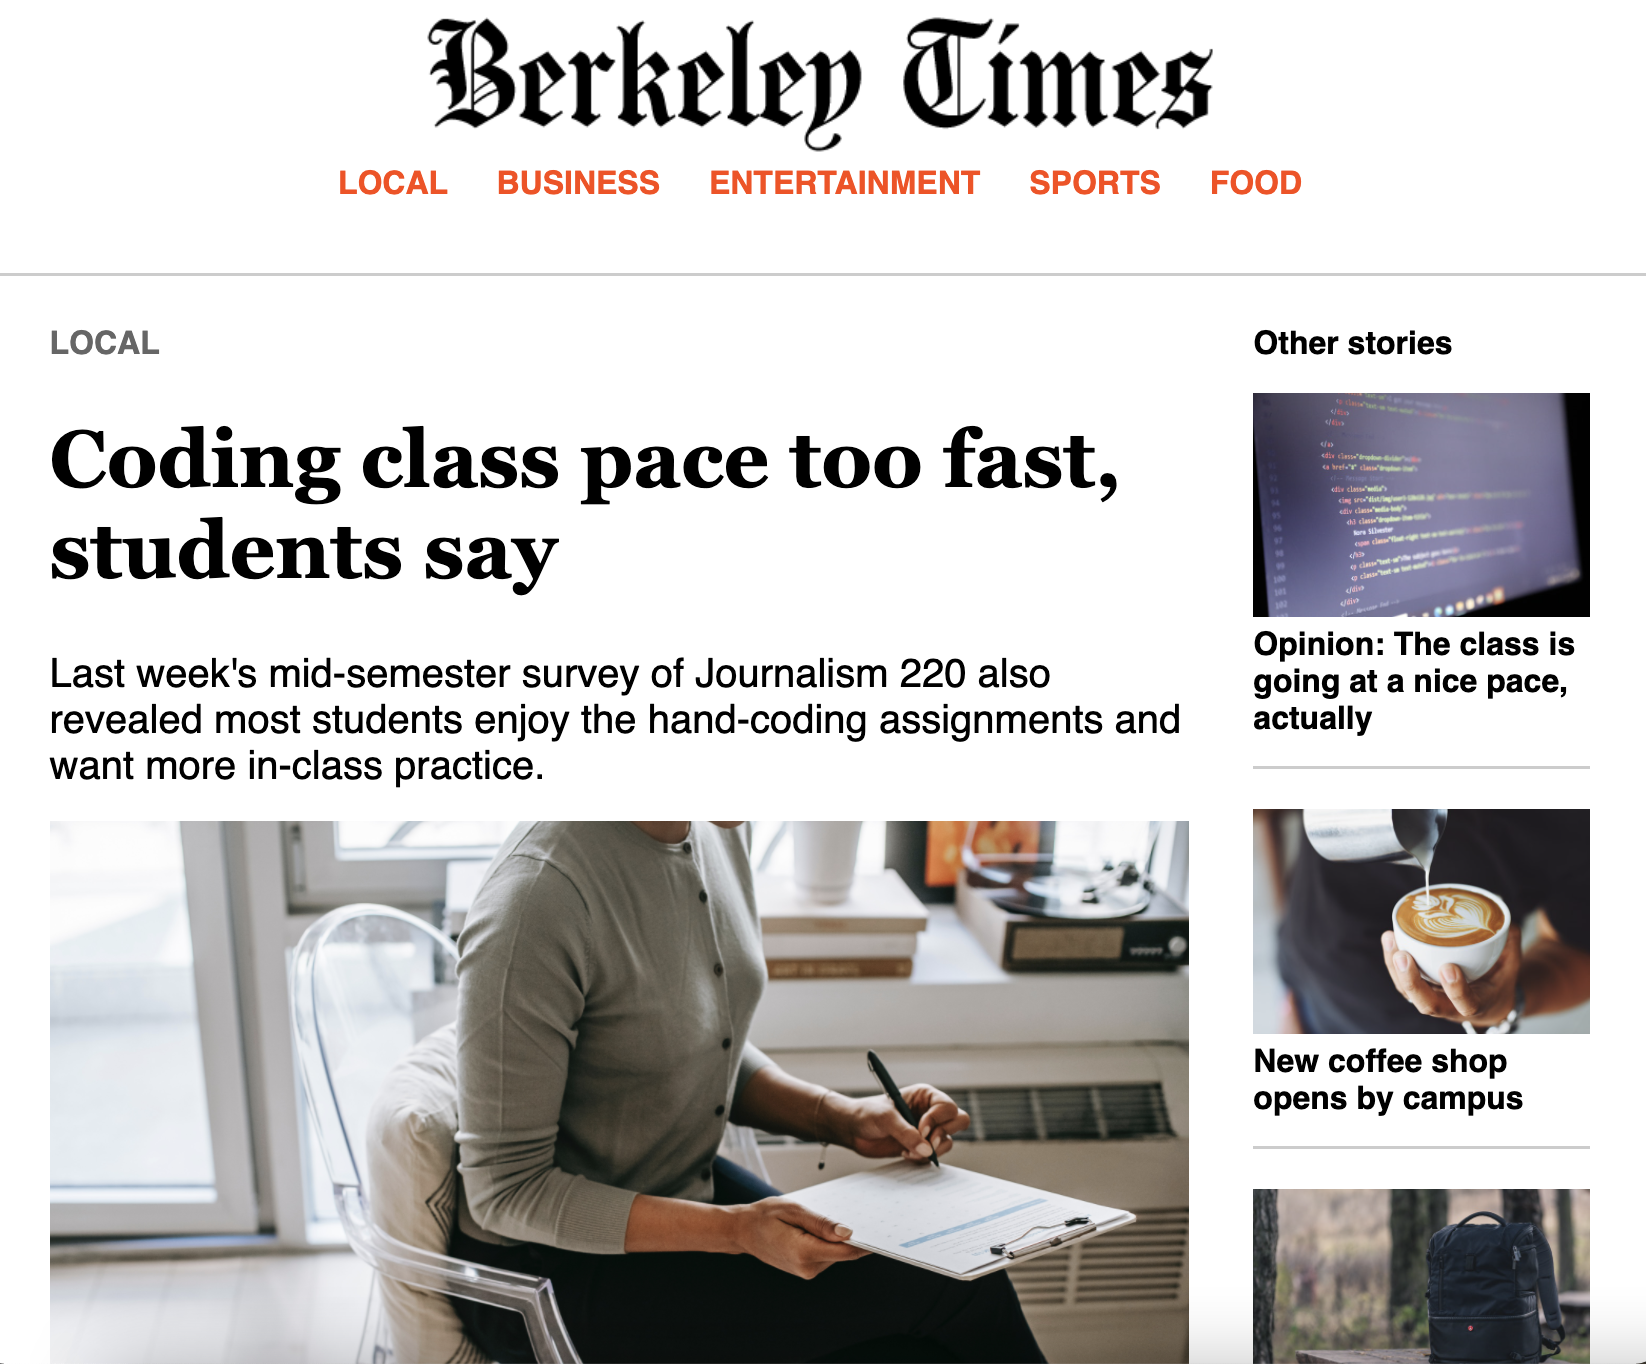 Berkeley Times
LOCAL BUSINESS ENTERTAINMENT SPORTS FOOD
LOCAL
Coding class pace too fast,
students say
Last week's mid-semester survey of Journalism 220 also
revealed most students enjoy the hand-coding assignments and
want more in-class practice.
Other stories
Opinion: The class is
going at a nice pace,
actually
New coffee shop
opens by campus